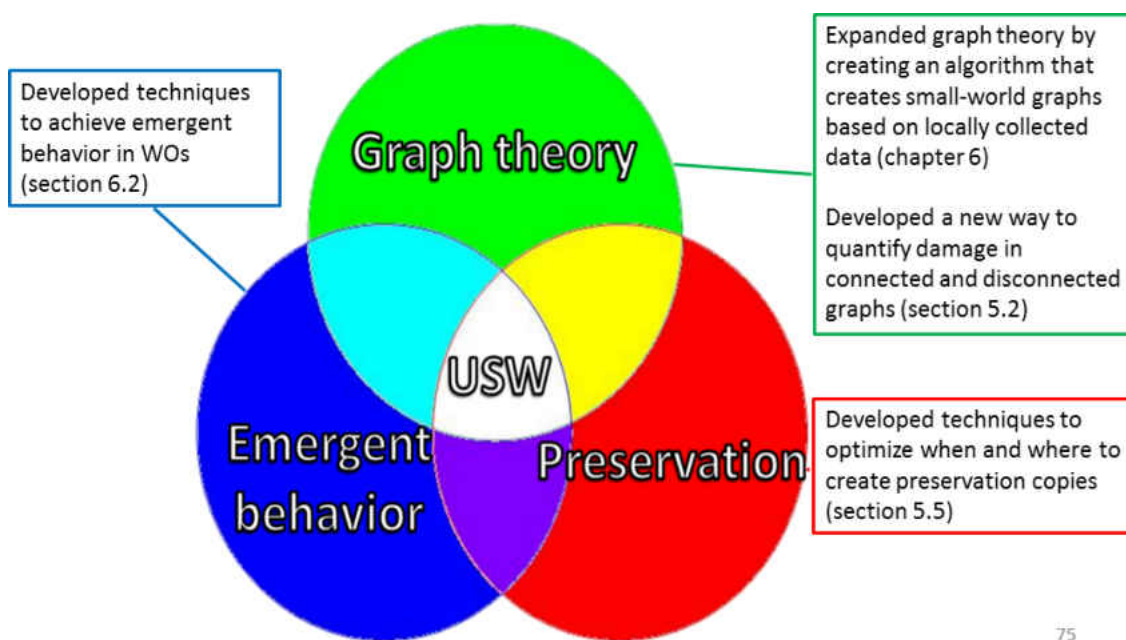 Developed techniques
to achieve emergent
behavior in WOs
(section 6.2)
Graph theory
Expanded graph theory by
creating an algorithm that
creates small-world graphs
based on locally collected
data (chapter 6)
Developed a new way to
quantify damage in
connected and disconnected
graphs (section 5.2)
USW
Emergent
behavior
Preservation
Developed techniques to
optimize when and where to
create preservation copies
(section 5.5)
75